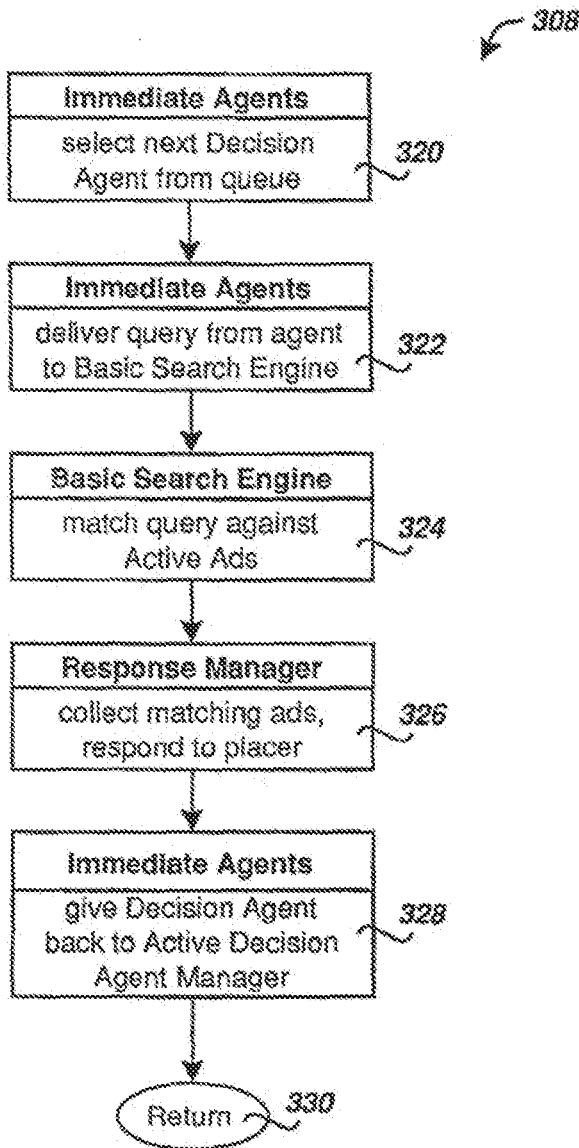 308
Immediate Agents
select next Decision
Agent from queue
320
Immediate Agents
deliver query from agent
to Basic Search Engine
322
Basic Search Engine
match query against
Active Ads
324
Response Manager
collect matching ads,
respond to placer
326
Immediate Agents
give Decision Agent
back to Active Decision
Agent Manager
328
Return
330